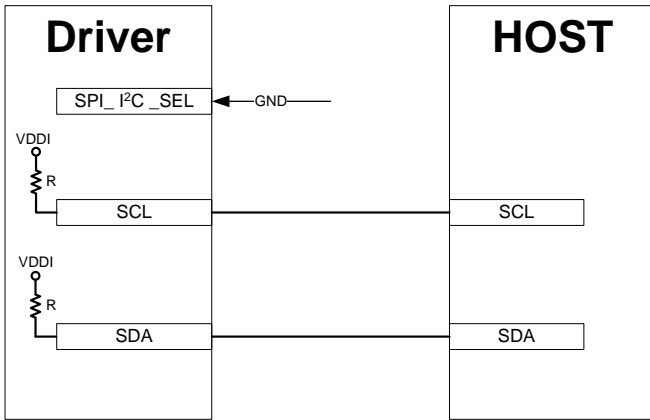 Driver
HOST
SPI_ I²C _SEL
GND
VDDI
R
SCL
SCL
VDDI
R
SDA
SDA